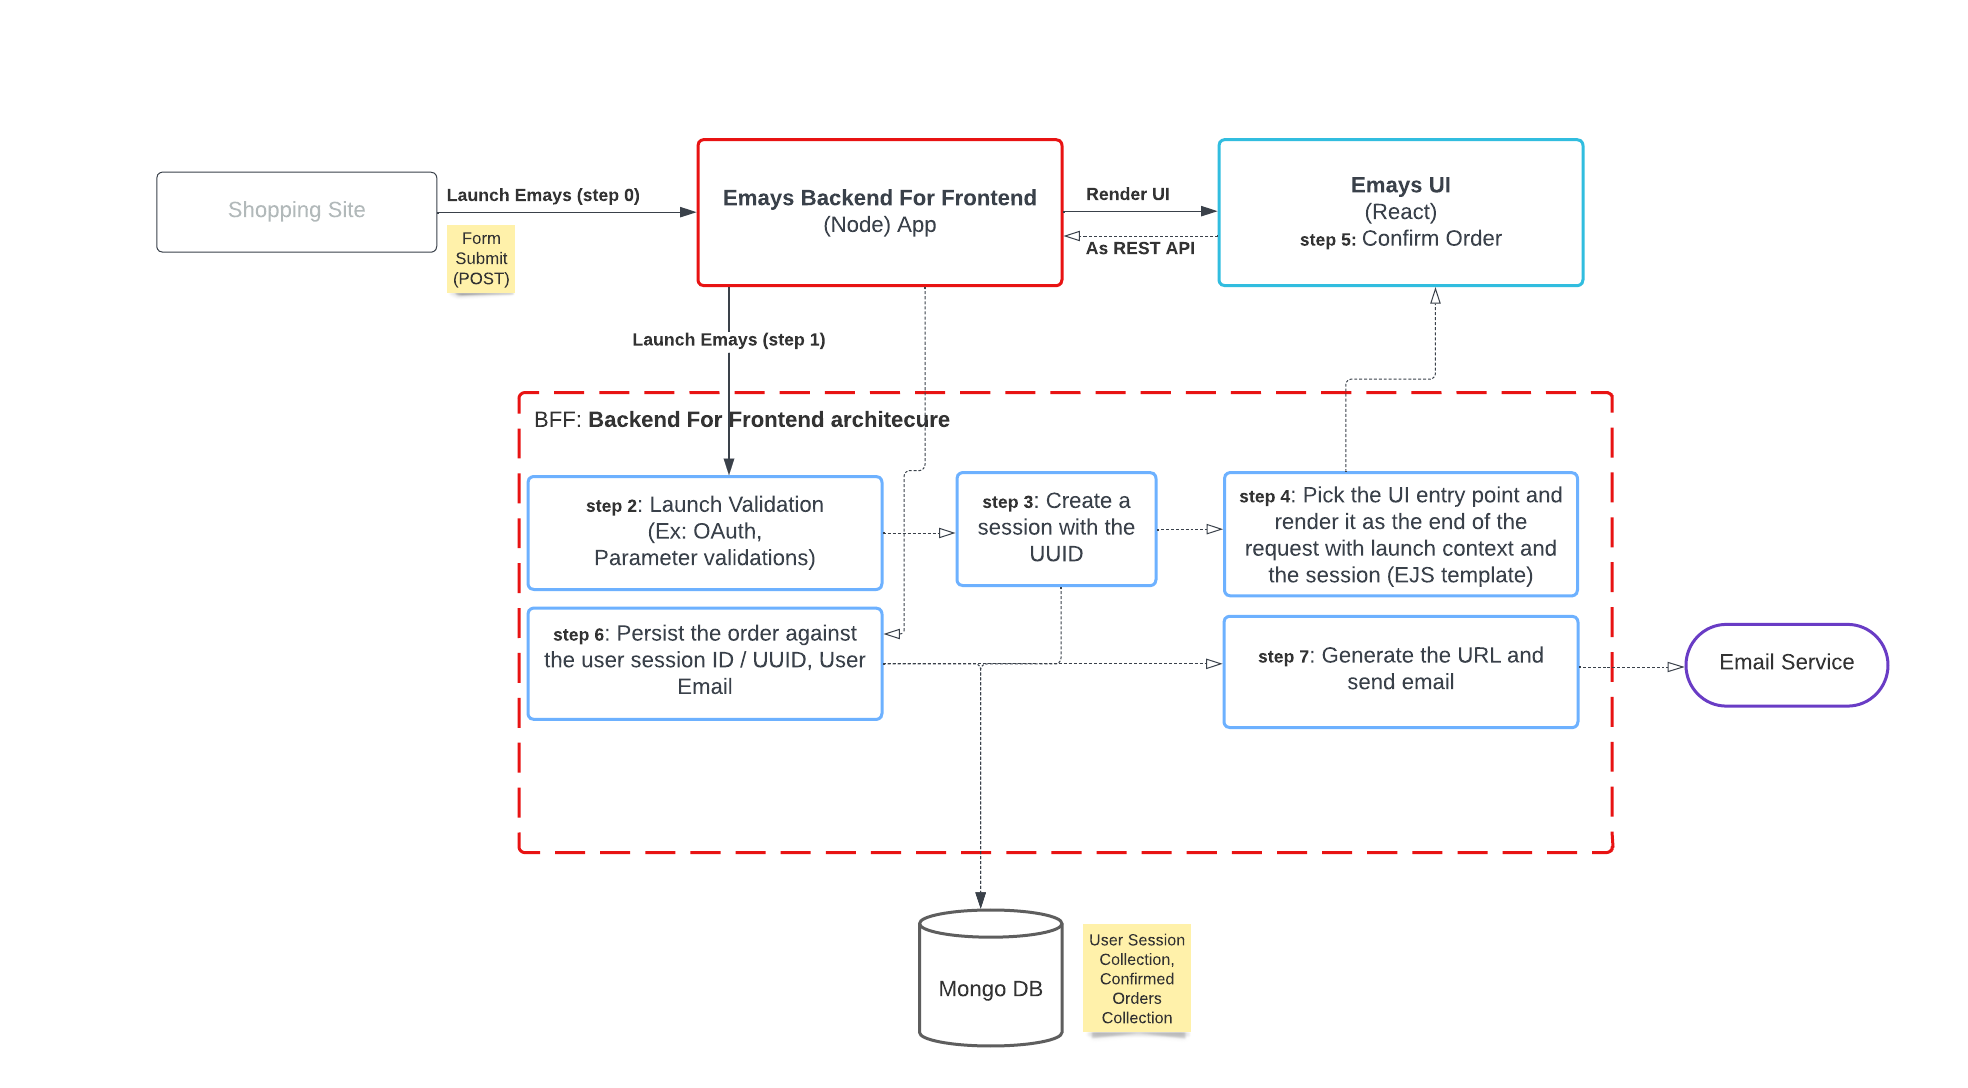 Shopping Site
Launch Emays (step 0)
Form
Submit
(POST)
Emays Backend For Frontend
(Node) App
Render UI
As REST API
Emays UI
(React)
step 5: Confirm Order
Launch Emays (step 1)
BFF: Backend For Frontend architecure
step 2: Launch Validation
(Ex: OAuth,
Parameter validations)
step 3: Create a
session with the
UUID
step 4: Pick the UI entry point and
render it as the end of the
request with launch context and
the session (EJS template)
step 6: Persist the order against
the user session ID / UUID, User
Email
step 7: Generate the URL and
send email
Email Service
Mongo DB
User Session
Collection,
Confirmed
Orders
Collection